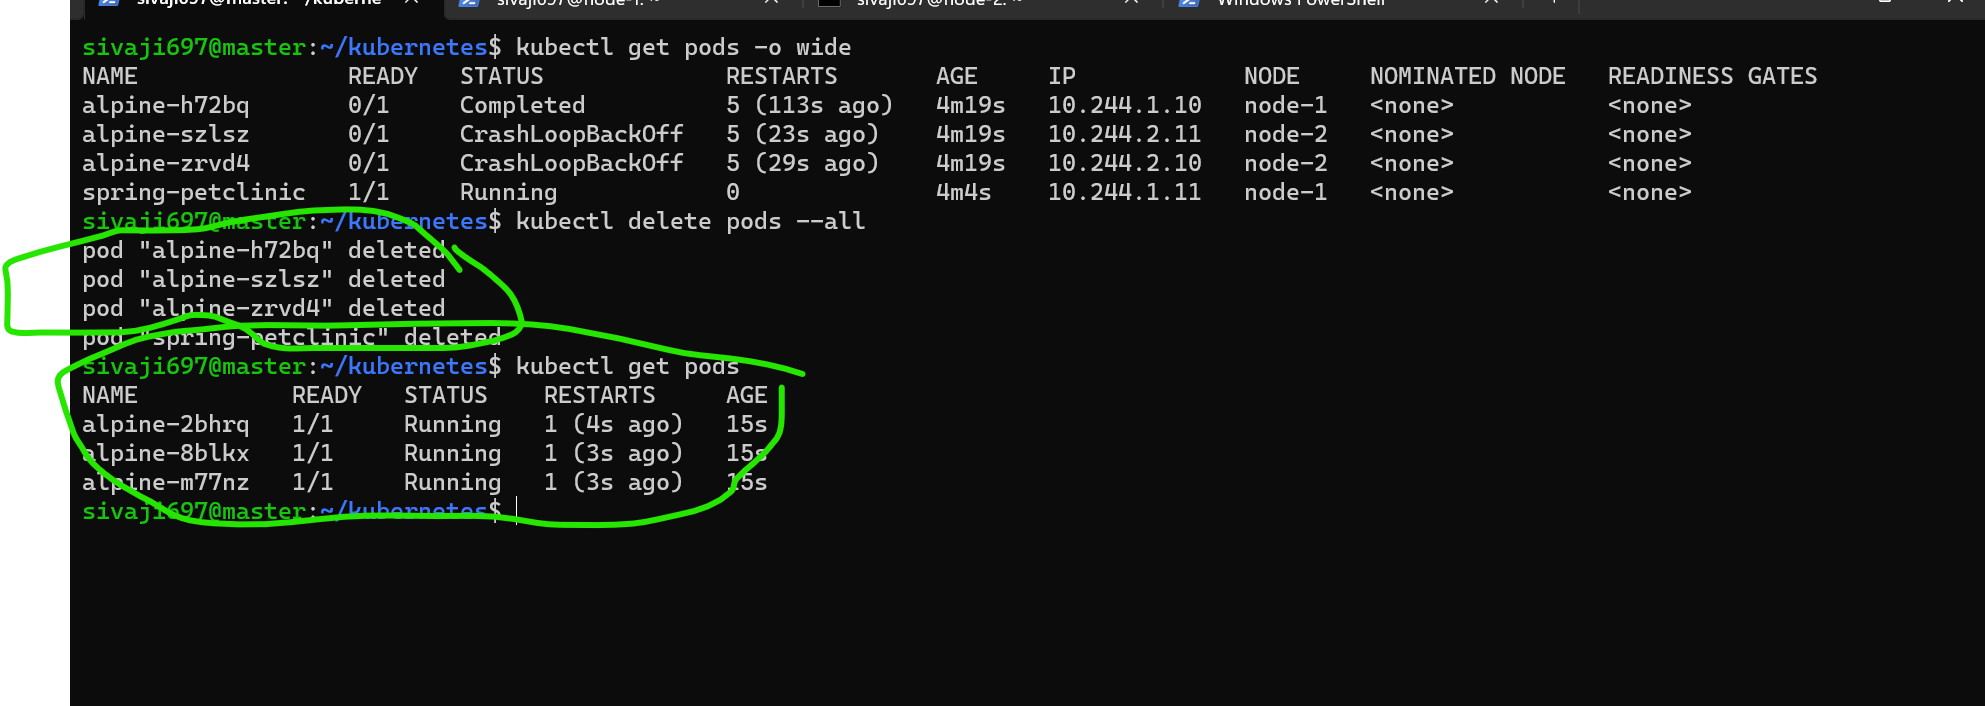 sivaji697@master: ~/kuberne
sivaji697@node-1: ~
sivaji697@node-2: ~
Windows PowerShell
sivaji697@master:~/kubernetes$ kubectl get pods -o wide
NAME READY STATUS RESTARTS AGE IP NODE NOMINATED NODE READINESS GATES
alpine-h72bq 0/1 Completed 5 (113s ago) 4m19s 10.244.1.10 node-1 <none> <none>
alpine-szlsz 0/1 CrashLoopBackOff 5 (23s ago) 4m19s 10.244.2.11 node-2 <none> <none>
alpine-zrvd4 0/1 CrashLoopBackOff 5 (29s ago) 4m19s 10.244.2.10 node-2 <none> <none>
spring-petclinic 1/1 Running 0 4m4s 10.244.1.11 node-1 <none> <none>
sivaji697@master:~/kubernetes$ kubectl delete pods --all
pod "alpine-h72bq" deleted
pod "alpine-szlsz" deleted
pod "alpine-zrvd4" deleted
pod "spring-petclinic" deleted
sivaji697@master:~/kubernetes$ kubectl get pods
NAME READY STATUS RESTARTS AGE
alpine-2bhrq 1/1 Running 1 (4s ago) 15s
alpine-8blkx 1/1 Running 1 (3s ago) 15s
alpine-m77nz 1/1 Running 1 (3s ago) 15s
sivaji697@master:~/kubernetes$